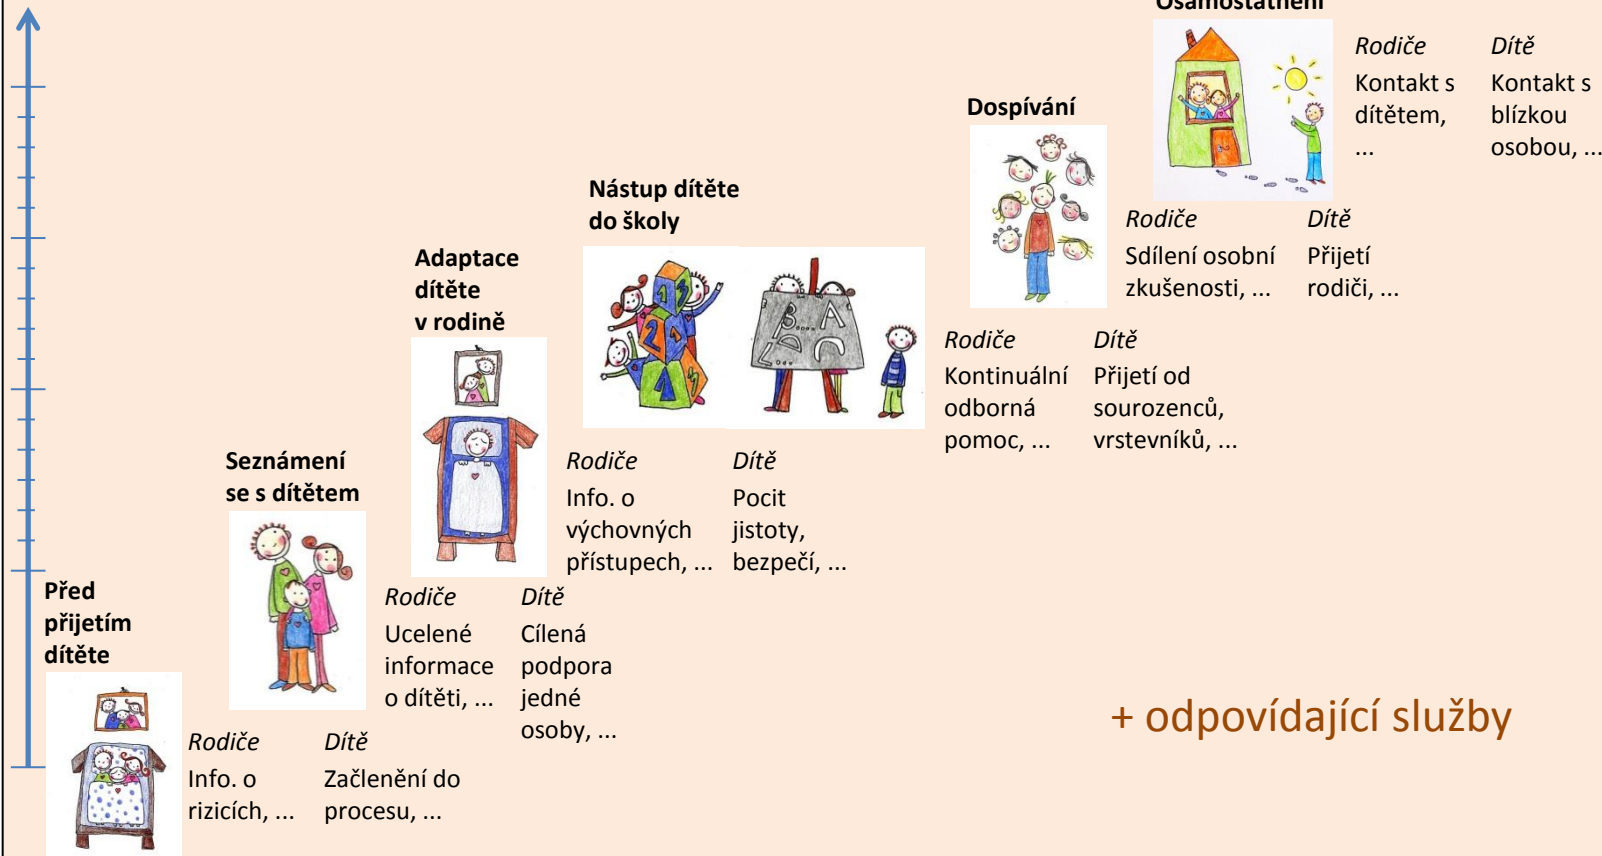 Před
přijetím
dítěte
Rodiče
Info. o
rizicích, ...
Dítě
Začlenění do
procesu, ...
Seznámení
se s dítětem
Rodiče
Ucelené
informace
o dítěti, ...
Dítě
Cílená
podpora
jedné
osoby, ...
Adaptace
dítěte
v rodině
Rodiče
Info. o
výchovných
přístupech, ...
Dítě
Pocit
jistoty,
bezpečí, ...
Nástup dítěte
do školy
Rodiče
Kontinuální
odborná
pomoc, ...
Dítě
Přijetí od
sourozenců,
vrstevníků, ...
Dospívání
Rodiče
Sdílení osobní
zkušenosti, ...
Dítě
Přijetí
rodiči, ...
Osamostatnění
Rodiče
Kontakt s
dítětem,
...
Dítě
Kontakt s
blízkou
osobou, ...
+ odpovídající služby